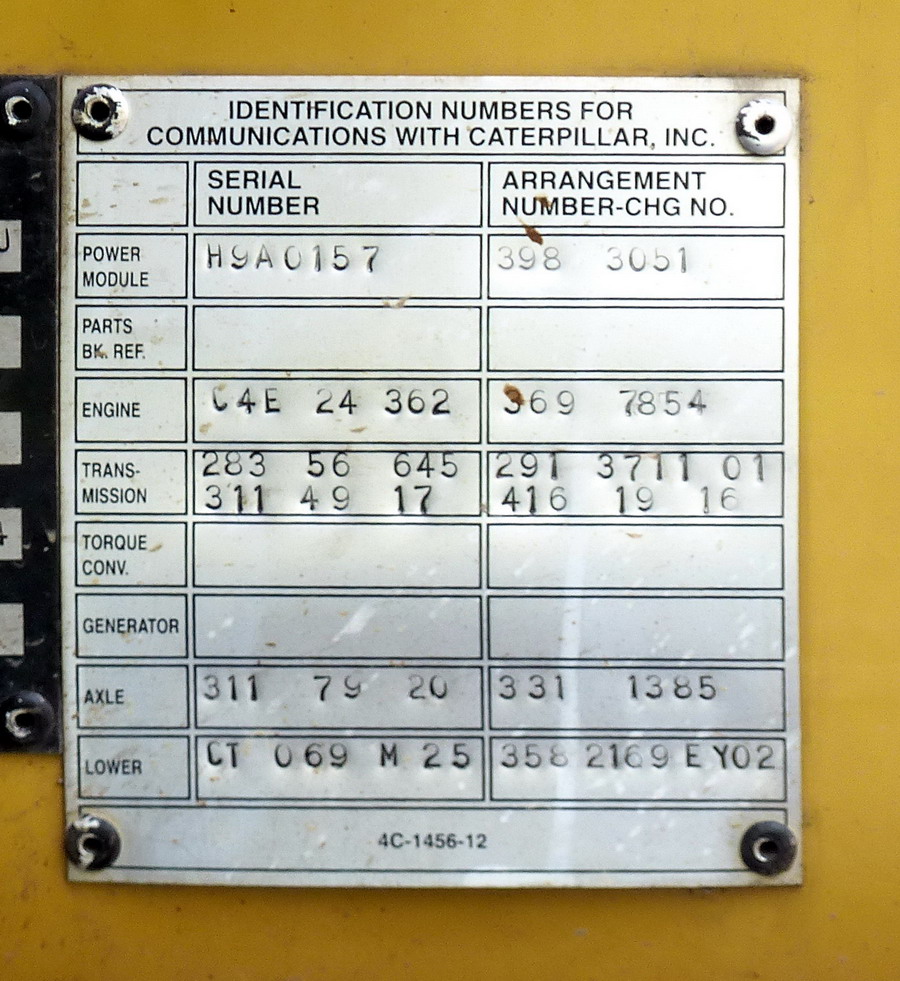 IDENTIFICATION NUMBERS FOR
COMMUNICATIONS WITH CATERPILLAR, INC.
SERIAL NUMBER
ARRANGEMENT NUMBER-CHG NO.
POWER MODULE
H9A0157
398 3051
PARTS BK. REF.
ENGINE
C4E 24 362
369 7854
TRANS-
MISSION
283 56 645
291 3711 01
311 49 17
416 19 16
TORQUE CONV.
GENERATOR
AXLE
311 79 20
331 1385
LOWER
CT 069 M 25
358 2169 EY02
4C-1456-12